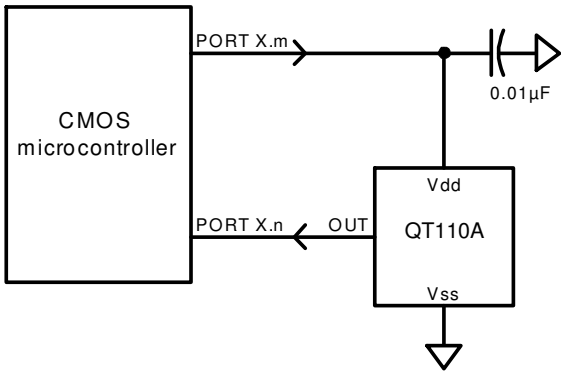 PORT X.m
0.01µF
CMOS
microcontroller
Vdd
PORT X.n
OUT
QT110A
Vss